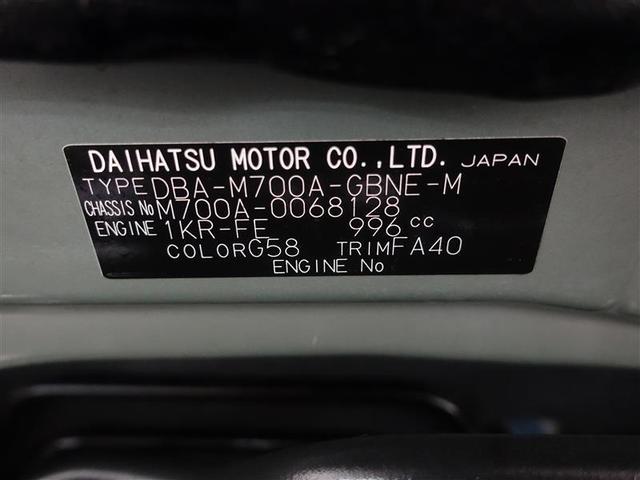 DAIHATSU MOTOR CO.,LTD. JAPAN
TYPE DBA-M700A-GBNE-M
CHASSIS No M700A-0068128
ENGINE 1KR-FE 996 cc
COLOR G58 TRIM FA40
ENGINE No